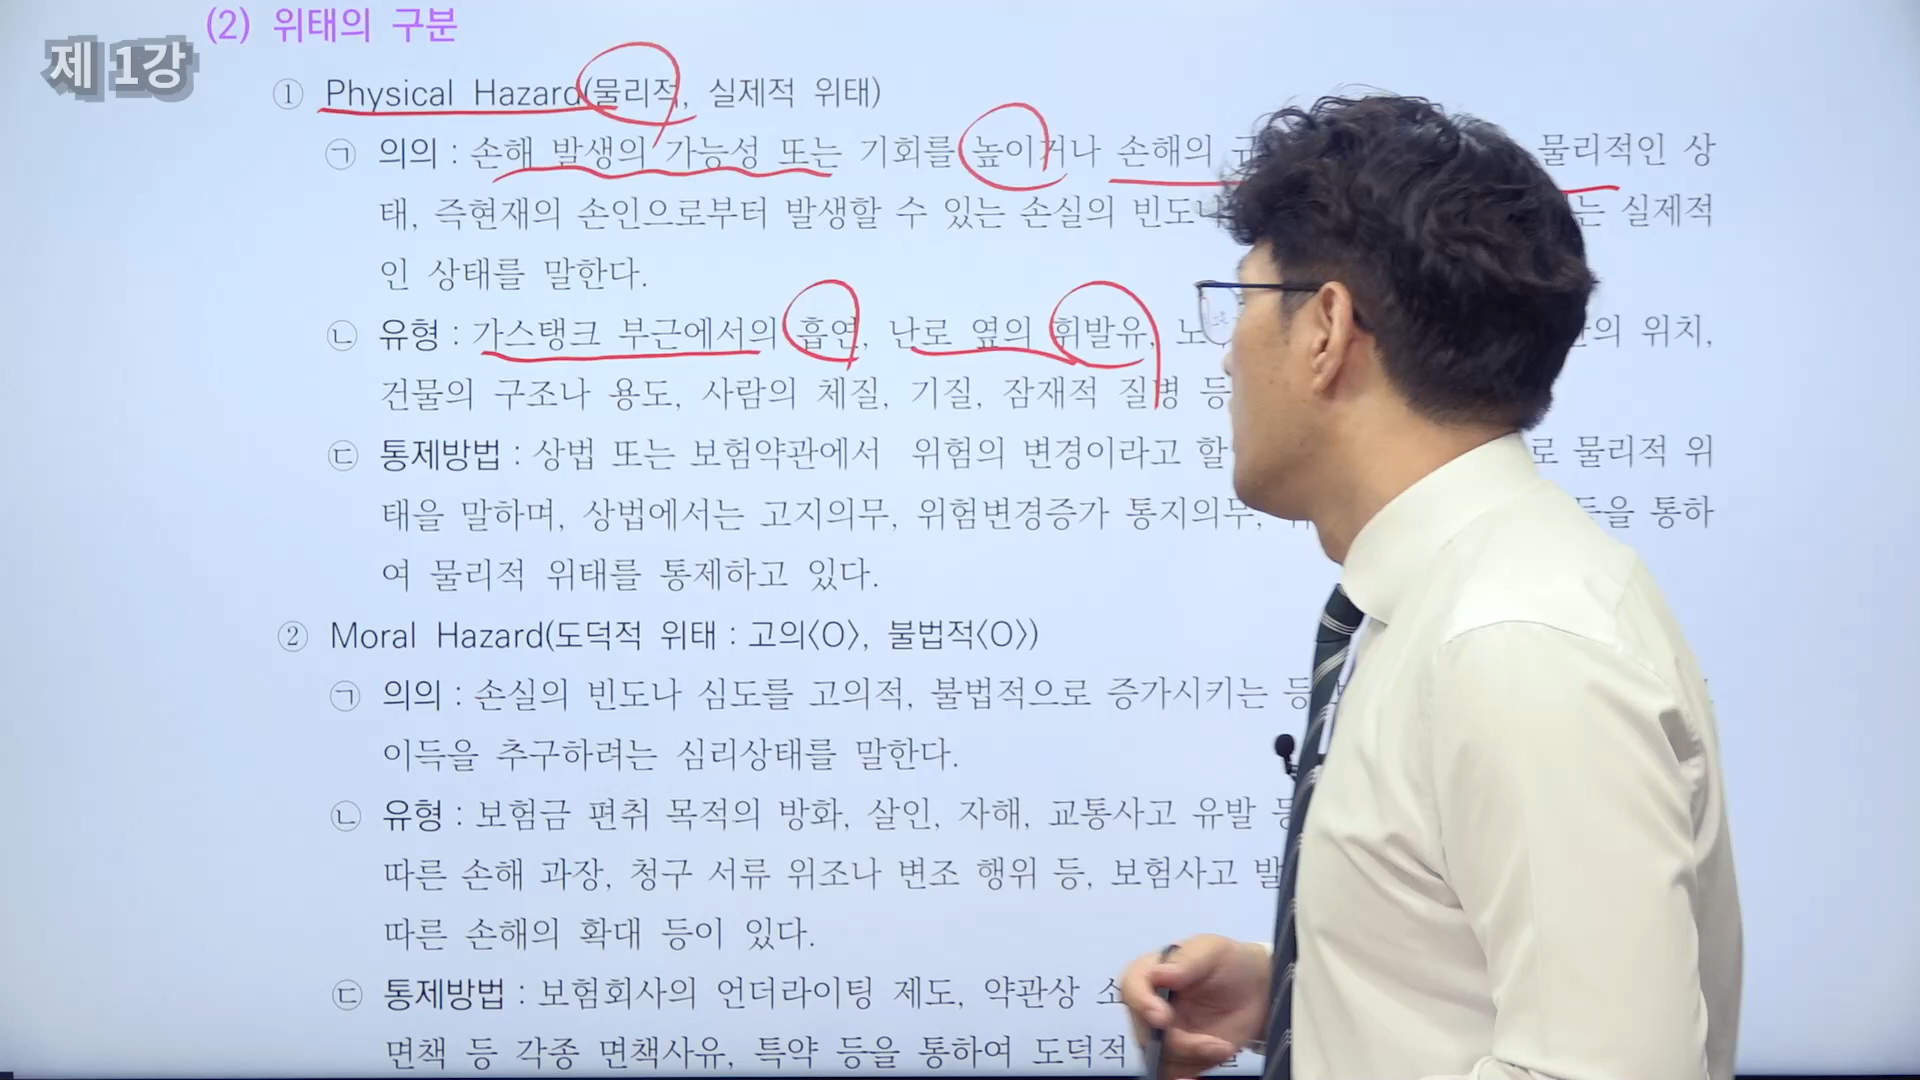 (2) 위태의 구분
제 1강
① Physical Hazard(물리적, 실제적 위태)
㉠ 의의 : 손해 발생의 가능성 또는 기회를 높이거나 손해의 물리적인 상
태, 즉현재의 손인으로부터 발생할 수 있는 손실의 빈도나 는 실제적
인 상태를 말한다.
㉡ 유형 : 가스탱크 부근에서의 흡연, 난로 옆의 휘발유, 위치,
건물의 구조나 용도, 사람의 체질, 기질, 잠재적 질병 등
㉢ 통제방법 : 상법 또는 보험약관에서 위험의 변경이라고 할 로 물리적 위
태을 말하며, 상법에서는 고지의무, 위험변경증가 통지의무, 등을 통하
여 물리적 위태를 통제하고 있다.
② Moral Hazard(도덕적 위태 : 고의〈O〉, 불법적〈O〉)
㉠ 의의 : 손실의 빈도나 심도를 고의적, 불법적으로 증가시키는 등
이득을 추구하려는 심리상태를 말한다.
㉡ 유형 : 보험금 편취 목적의 방화, 살인, 자해, 교통사고 유발 등
따른 손해 과장, 청구 서류 위조나 변조 행위 등, 보험사고 발
따른 손해의 확대 등이 있다.
㉢ 통제방법 : 보험회사의 언더라이팅 제도, 약관상
면책 등 각종 면책사유, 특약 등을 통하여 도덕적